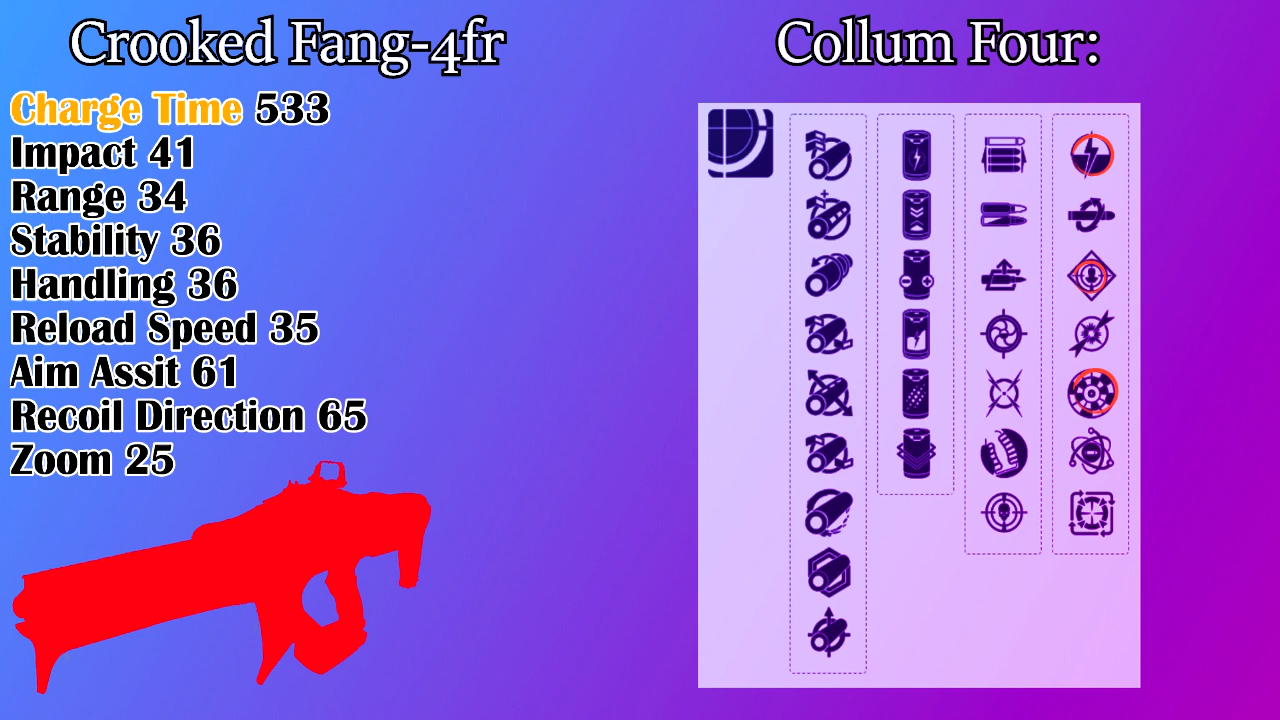 Crooked Fang-4fr
Collum Four:
Charge Time 533
Impact 41
Range 34
Stability 36
Handling 36
Reload Speed 35
Aim Assit 61
Recoil Direction 65
Zoom 25